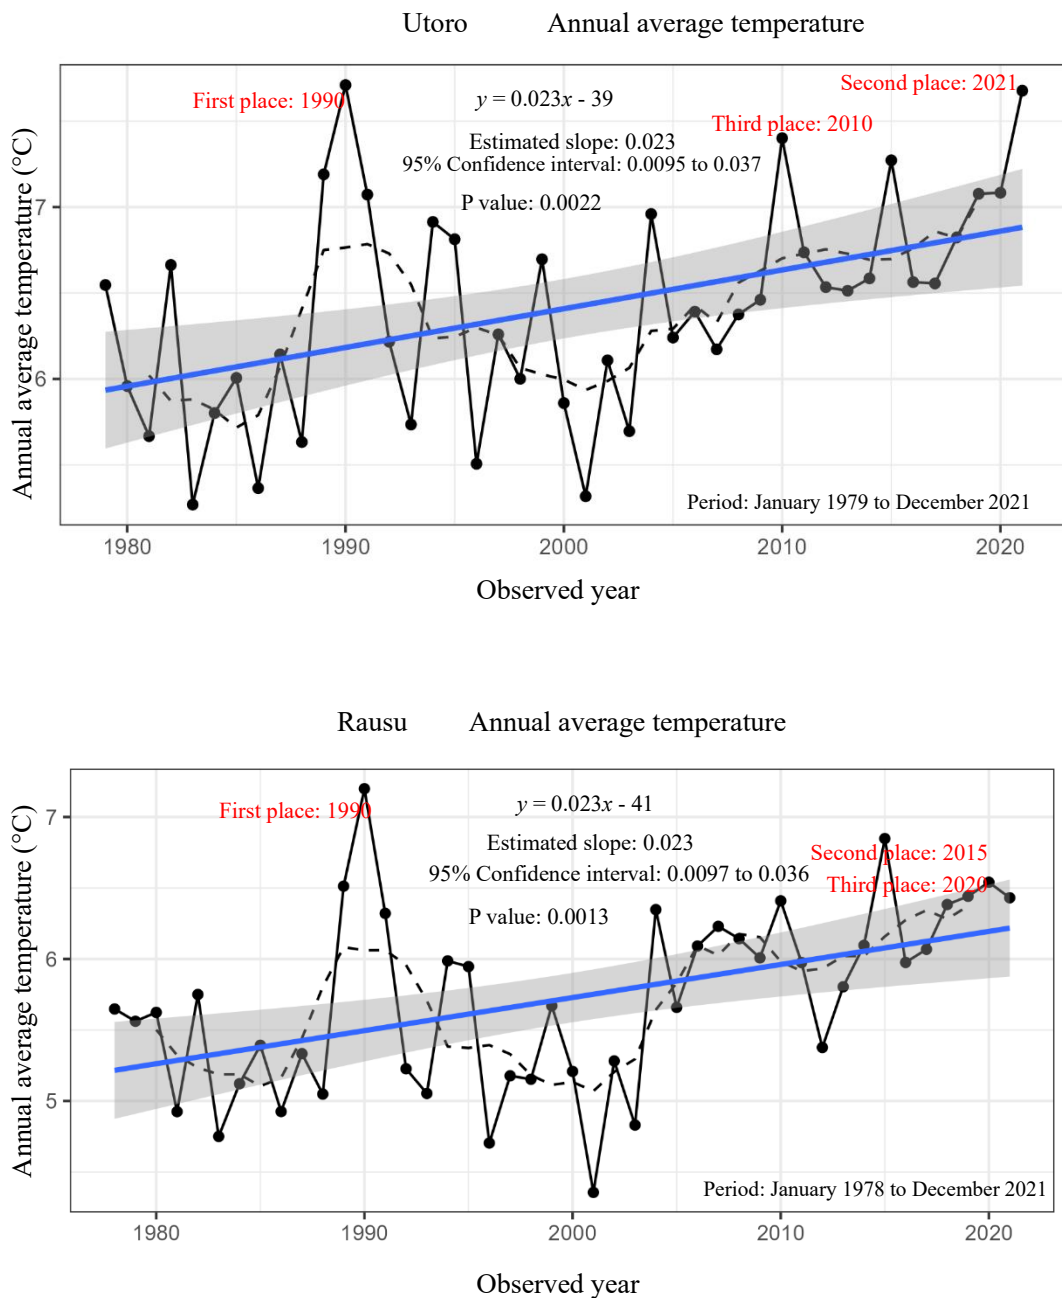 Utoro Annual average temperature
First place: 1990
Second place: 2021
y = 0.023x - 39
Third place: 2010
Estimated slope: 0.023
95% Confidence interval: 0.0095 to 0.037
P value: 0.0022
Annual average temperature (°C)
7
6
Period: January 1979 to December 2021
1980 1990 2000 2010 2020
Observed year
Rausu Annual average temperature
First place: 1990
y = 0.023x - 41
Estimated slope: 0.023
Second place: 2015
95% Confidence interval: 0.0097 to 0.036
Third place: 2020
P value: 0.0013
Annual average temperature (°C)
7
6
5
Period: January 1978 to December 2021
1980 1990 2000 2010 2020
Observed year